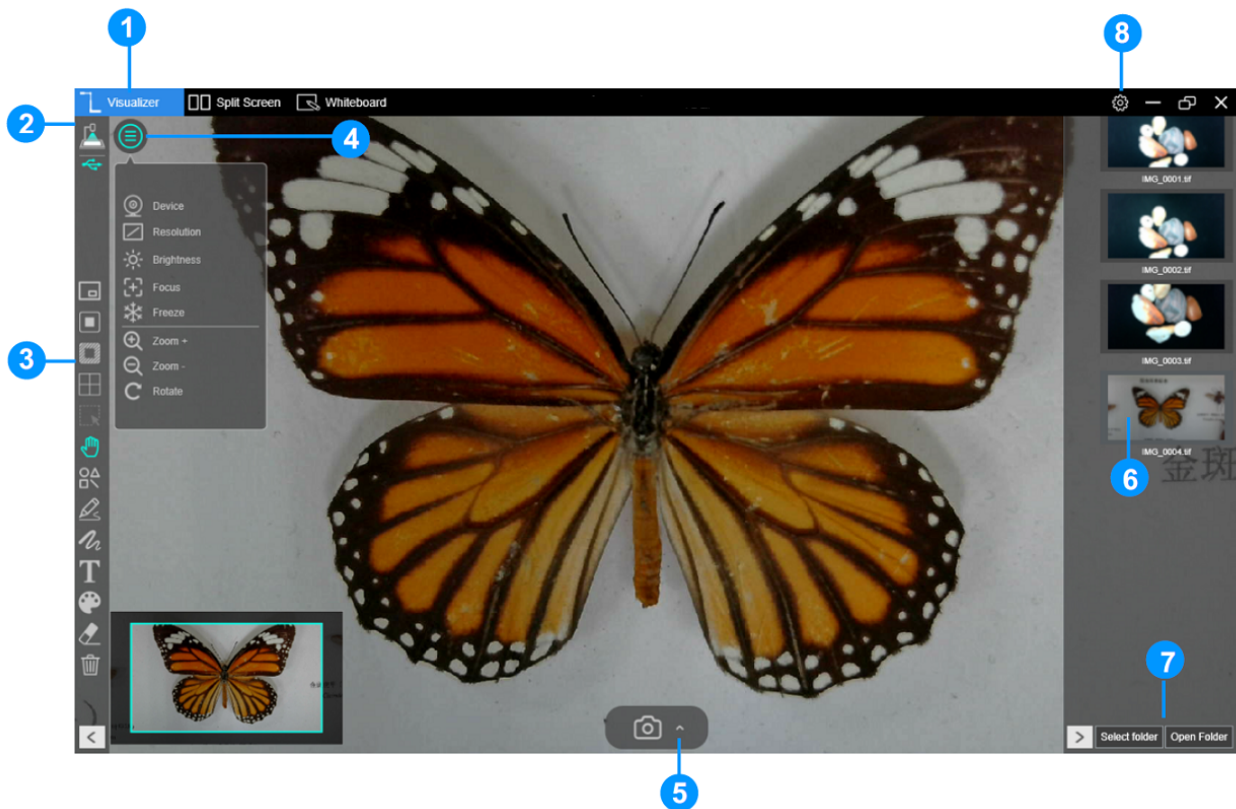 1
8
Visualizer Split Screen Whiteboard
2
4
Device
Resolution
Brightness
Focus
Freeze
Zoom +
Zoom -
Rotate
3
T
IMG_0001.tif
IMG_0002.tif
IMG_0003.tif
IMG_0004.tif
6
金斑
7
Select folder Open Folder
5